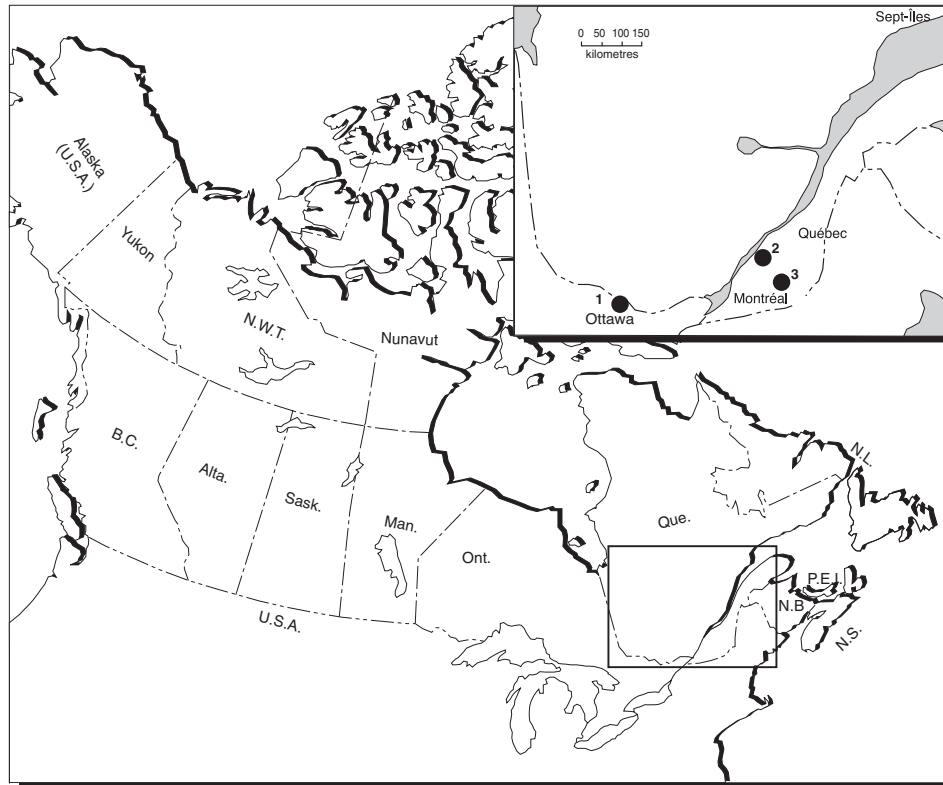 Sept-Îles
0 50 100 150
kilometres
Québec
2
3
Montréal
1
Ottawa
Alaska
(U.S.A.)
Yukon
N.W.T.
Nunavut
B.C.
Alta.
Sask.
Man.
Ont.
Que.
N.L.
P.E.I.
N.B
N.S.
U.S.A.